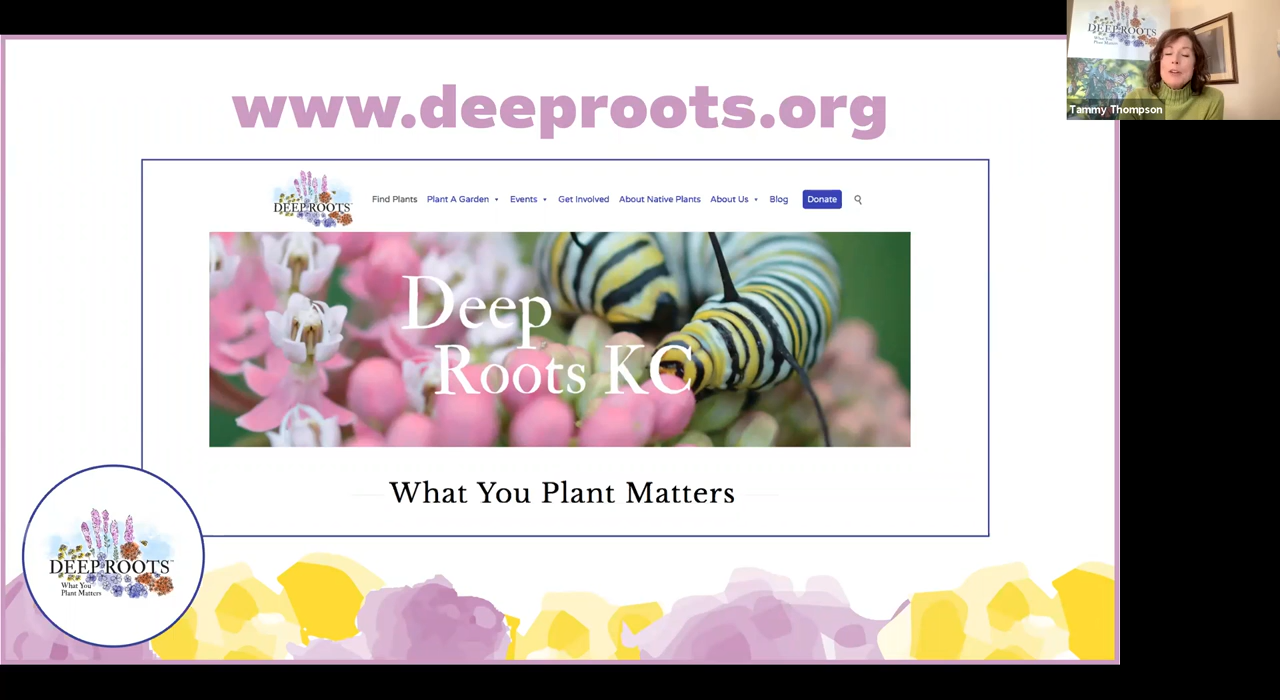 www.deeproots.org
DEEP ROOTS
Find Plants Plant A Garden Events Get Involved About Native Plants About Us Blog Donate
Deep
Roots KC
What You Plant Matters
DEEP ROOTS™
What You
Plant Matters
DEEP ROOTS
What You
Plant Matters
Tammy Thompson